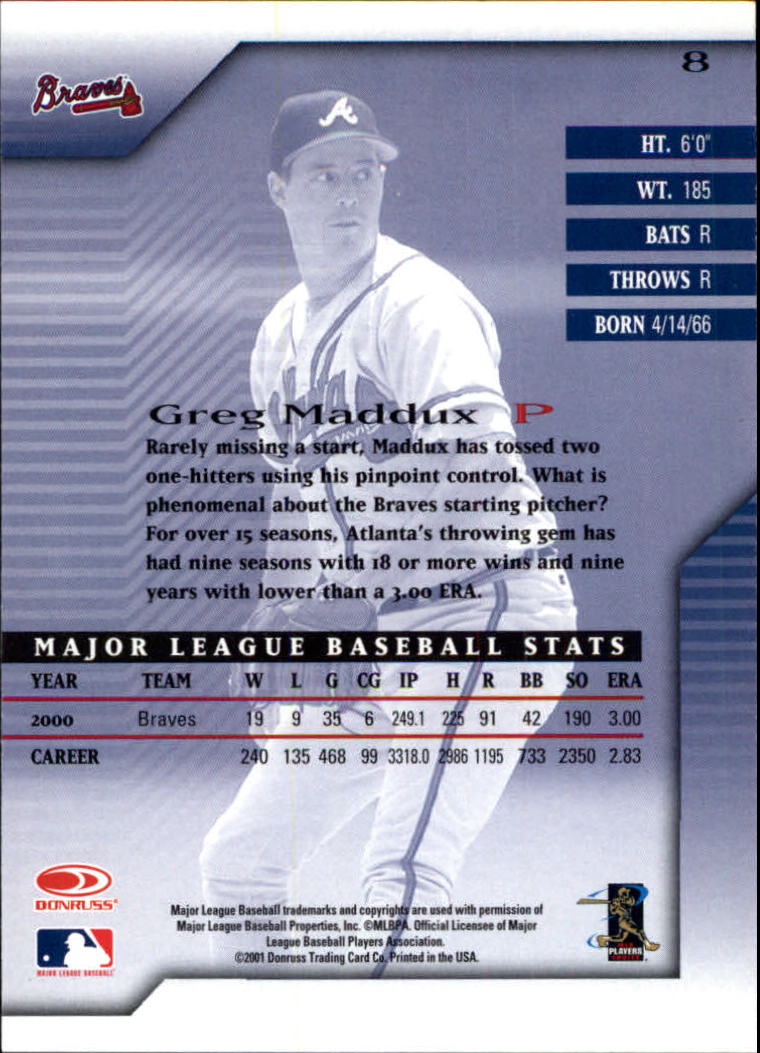 Braves
8
A
HT. 6'0"
WT. 185
BATS R
THROWS R
BORN 4/14/66
Greg Maddux P
Rarely missing a start, Maddux has tossed two
one-hitters using his pinpoint control. What is
phenomenal about the Braves starting pitcher?
For over 15 seasons, Atlanta's throwing gem has
had nine seasons with 18 or more wins and nine
years with lower than a 3.00 ERA.
MAJOR LEAGUE BASEBALL STATS
YEAR TEAM W L G CG IP H R BB SO ERA
2000 Braves 19 9 35 6 249.1 225 91 42 190 3.00
CAREER 240 135 468 99 3318.0 2986 1195 733 2350 2.83
DONRUSS
MAJOR LEAGUE BASEBALL
Major League Baseball trademarks and copyrights are used with permission of
Major League Baseball Properties, Inc. ©MLBPA. Official Licensee of Major
League Baseball Players Association.
©2001 Donruss Trading Card Co. Printed in the USA.
MLB
PLAYERS
CHOICE